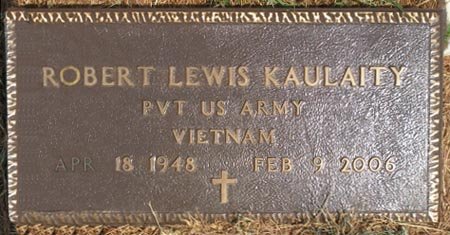 ROBERT LEWIS KAULAITY
PVT US ARMY
VIETNAM
APR 18 1948 FEB 9 2006